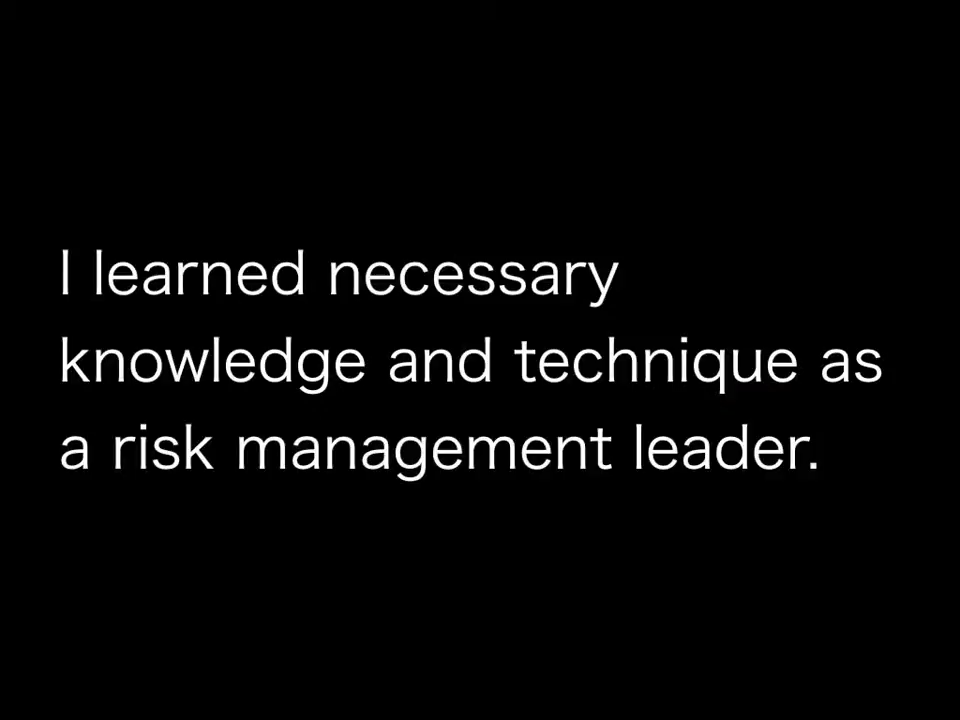 I learned necessary
knowledge and technique as
a risk management leader.